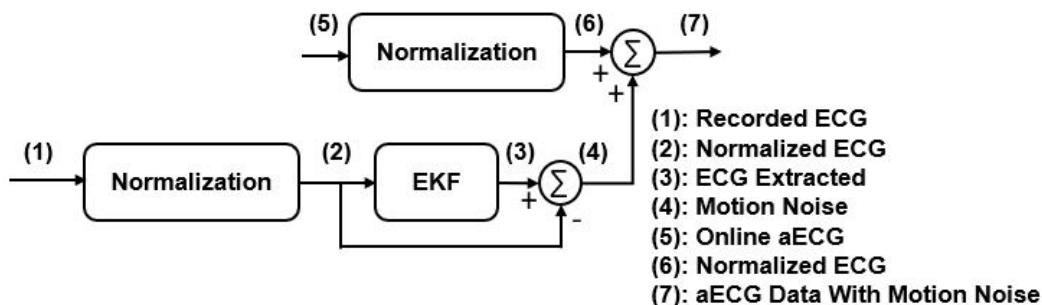 (5)
Normalization
(6)
∑
(7)
+
+
(1)
Normalization
(2)
EKF
(3)
+
∑
-
(4)
(1): Recorded ECG
(2): Normalized ECG
(3): ECG Extracted
(4): Motion Noise
(5): Online aECG
(6): Normalized ECG
(7): aECG Data With Motion Noise